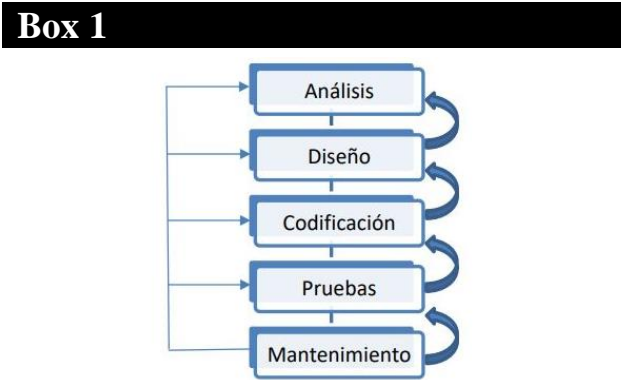 Box 1
Análisis
Diseño
Codificación
Pruebas
Mantenimiento